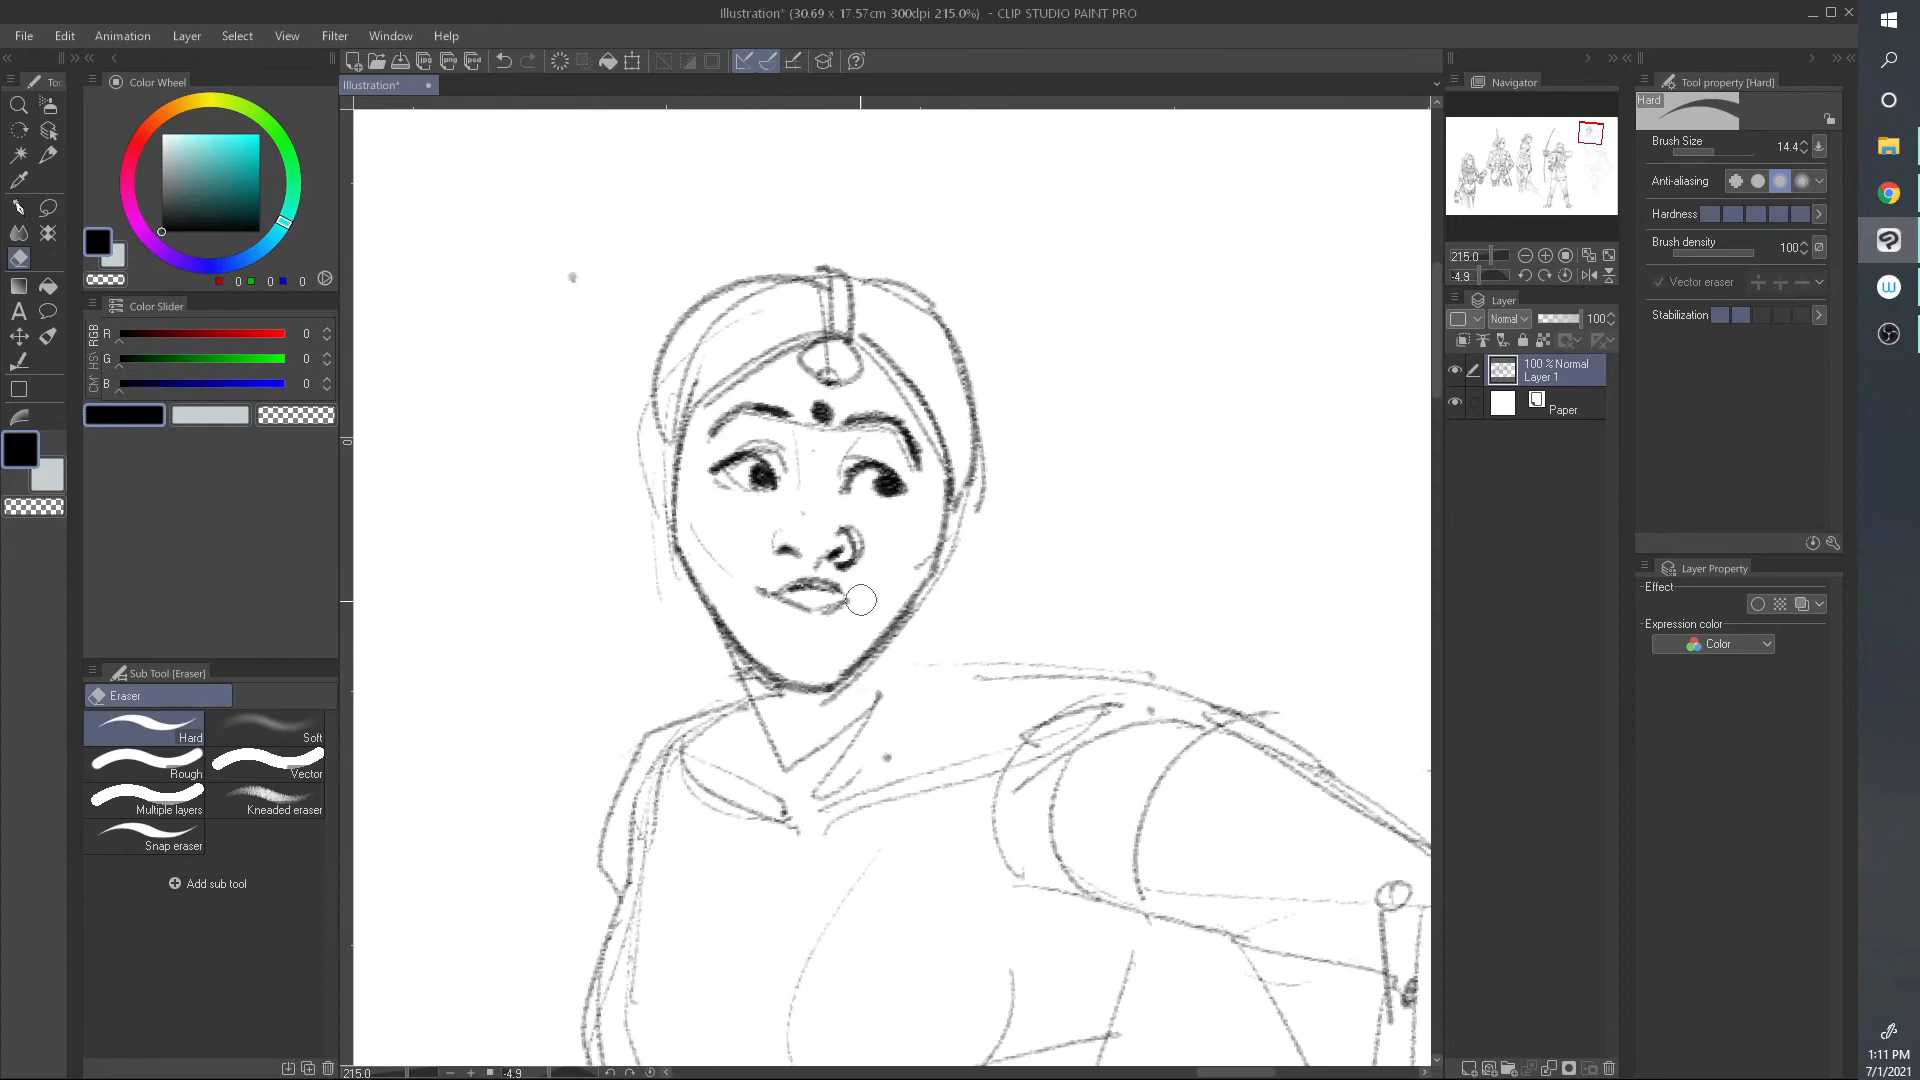 Illustration* (30.69 x 17.57cm 300dpi 215.0%) - CLIP STUDIO PAINT PRO
File Edit Animation Layer Select View Filter Window Help
Illustration*
Color Wheel
0 0 0
Color Slider
RGB
R 0
G 0
B 0
Sub Tool [Eraser]
Eraser
Hard
Soft
Rough
Vector
Multiple layers
Kneaded eraser
Snap eraser
Add sub tool
215.0
-4.9
Navigator
215.0
-4.9
Layer
Normal
100
100 % Normal
Layer 1
Paper
Tool property [Hard]
Hard
Brush Size 14.4
Anti-aliasing
Hardness
Brush density 100
Vector eraser
Stabilization
Layer Property
Effect
Expression color
Color
1:11 PM
7/1/2021